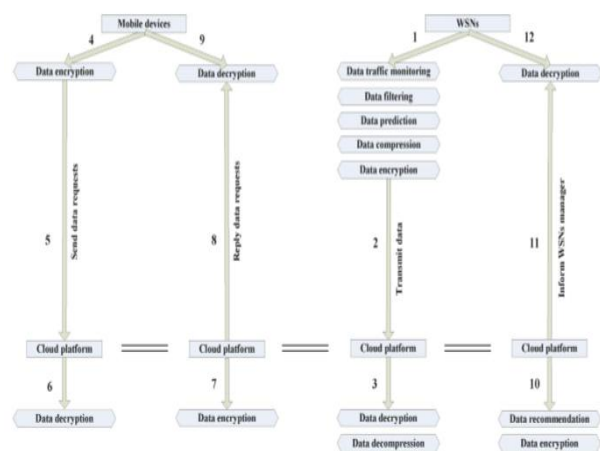 Mobile devices
WSNs
4
9
1
12
Data encryption
Data decryption
Data traffic monitoring
Data decryption
Data filtering
Data prediction
Data compression
Data encryption
Send data requests
Reply data requests
Transmit data
Inform WSNs manager
5
8
2
11
Cloud platform
Cloud platform
Cloud platform
Cloud platform
6
7
3
10
Data decryption
Data encryption
Data decryption
Data recommendation
Data decompression
Data encryption